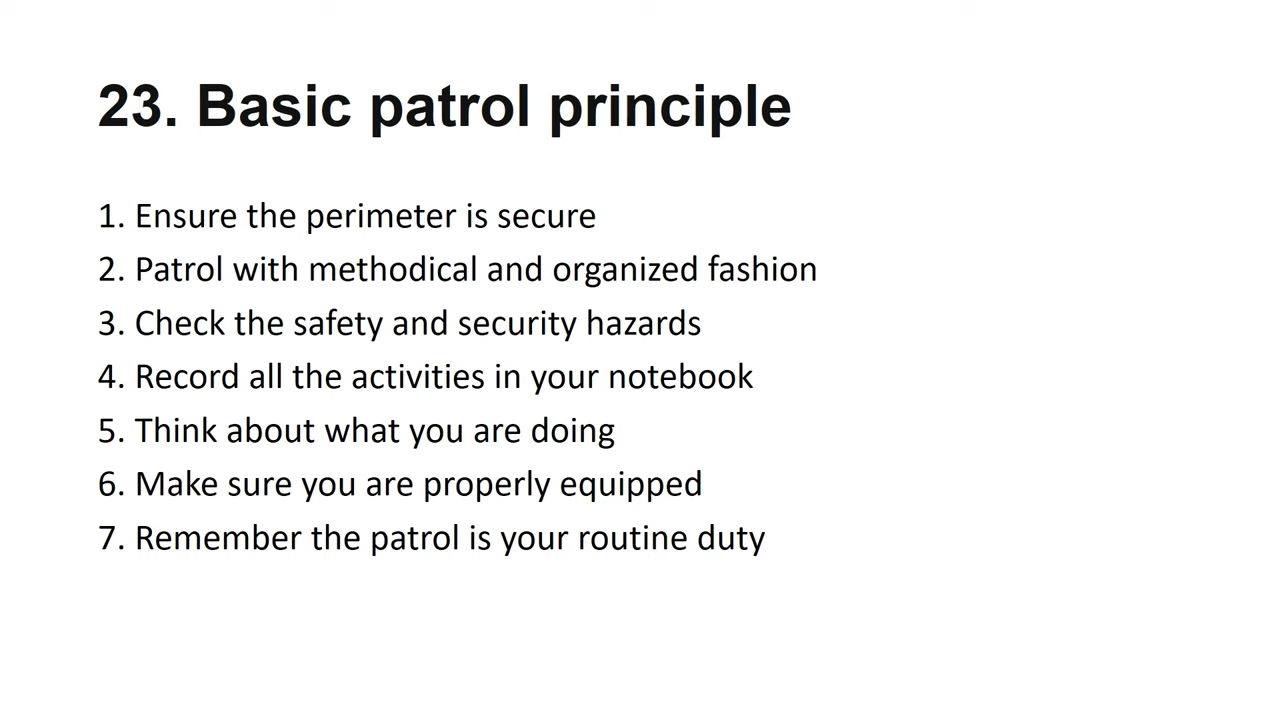 23. Basic patrol principle
1. Ensure the perimeter is secure
2. Patrol with methodical and organized fashion
3. Check the safety and security hazards
4. Record all the activities in your notebook
5. Think about what you are doing
6. Make sure you are properly equipped
7. Remember the patrol is your routine duty